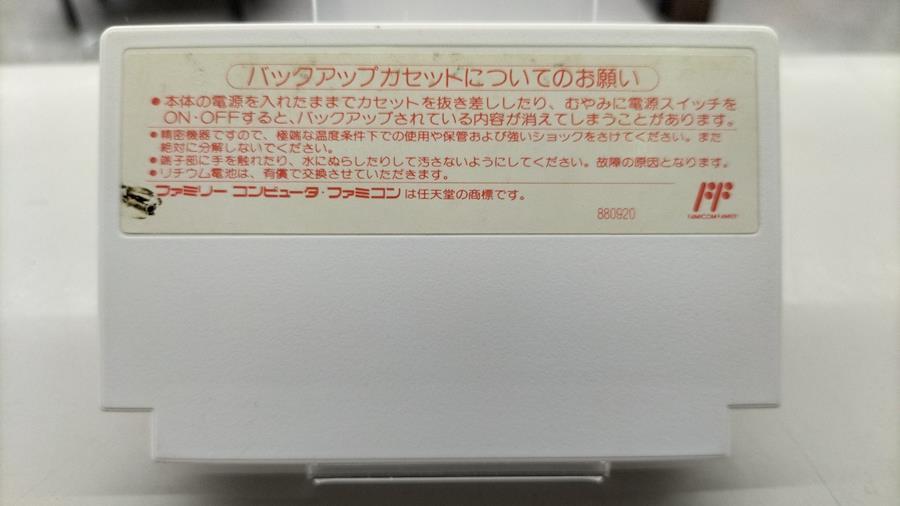 バックアップカセットについてのお願い
●本体の電源を入れたままでカセットを抜き差ししたり、むやみに電源スイッチを
ON・OFFすると、バックアップされている内容が消えてしまうことがあります。
●精密機器ですので、極端な温度条件下での使用や保管および強いショックをさけてください。また
絶対に分解しないでください。
●端子部に手を触れたり、水にぬらしたりして汚さないようにしてください。故障の原因となります。
●リチウム電池は、有償で交換させていただきます。
ファミリー コンピュータ・ファミコン は任天堂の商標です。
880920
FF
FAMICOM FAMILY